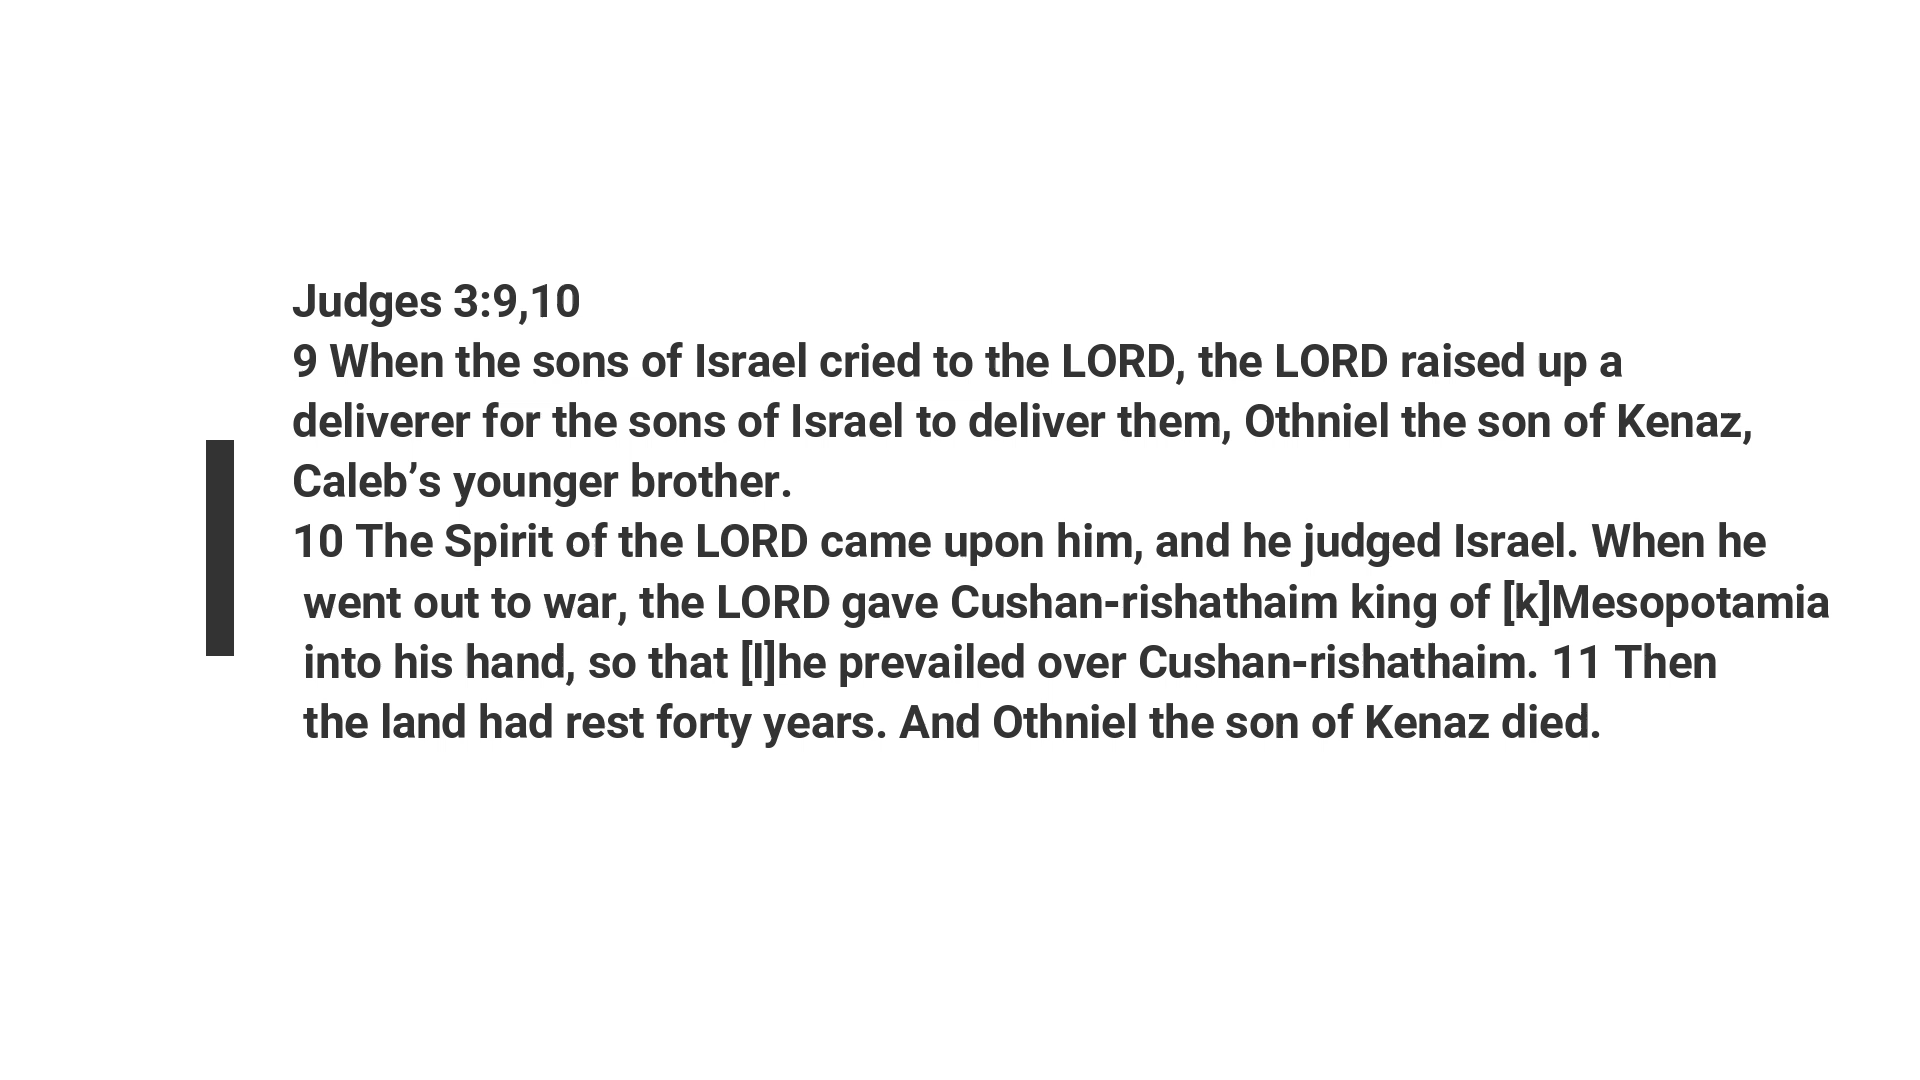 Judges 3:9,10
9 When the sons of Israel cried to the LORD, the LORD raised up a
deliverer for the sons of Israel to deliver them, Othniel the son of Kenaz,
Caleb’s younger brother.
10 The Spirit of the LORD came upon him, and he judged Israel. When he
went out to war, the LORD gave Cushan-rishathaim king of [k]Mesopotamia
into his hand, so that [l]he prevailed over Cushan-rishathaim. 11 Then
the land had rest forty years. And Othniel the son of Kenaz died.